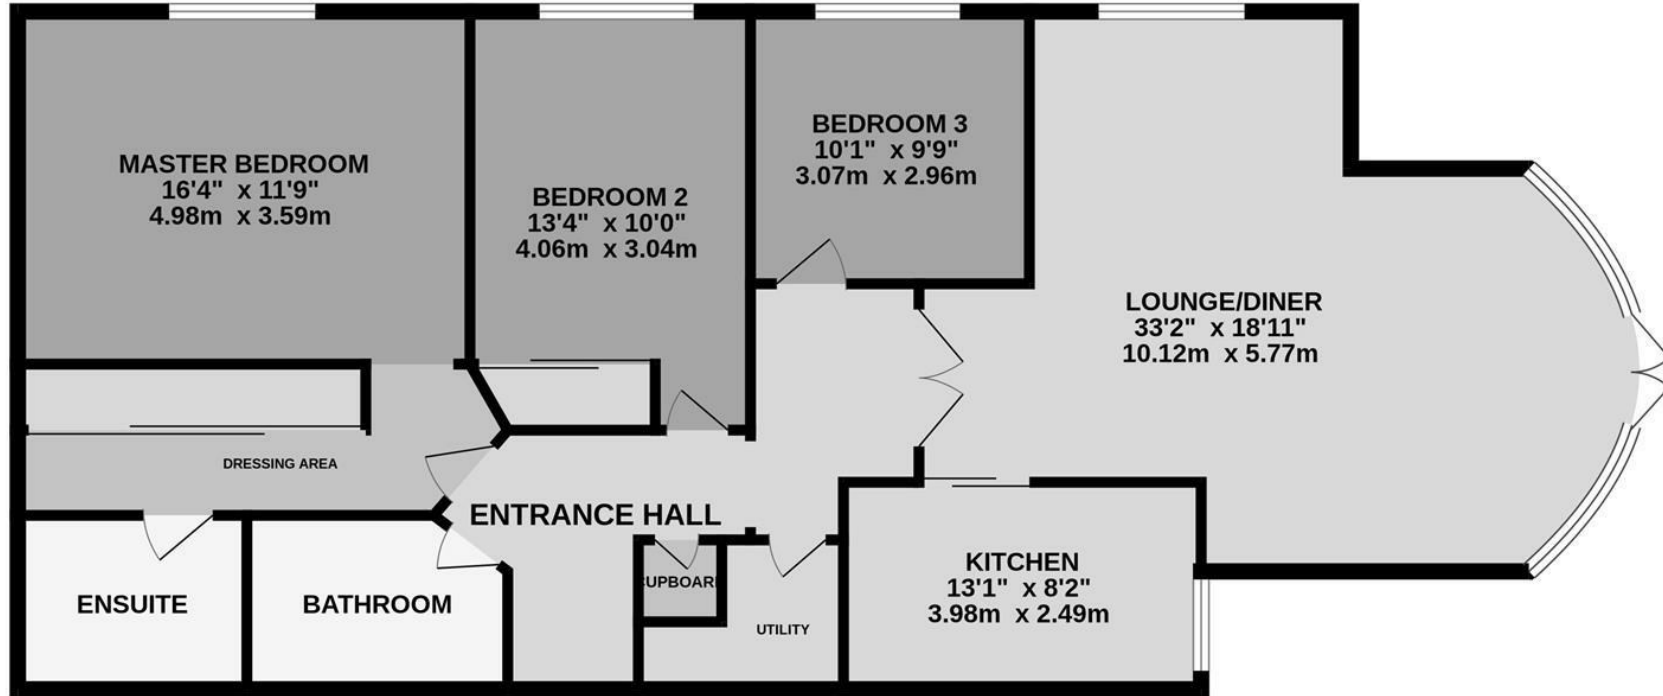 MASTER BEDROOM
16'4" x 11'9"
4.98m x 3.59m
BEDROOM 2
13'4" x 10'0"
4.06m x 3.04m
BEDROOM 3
10'1" x 9'9"
3.07m x 2.96m
LOUNGE/DINER
33'2" x 18'11"
10.12m x 5.77m
DRESSING AREA
ENTRANCE HALL
ENSUITE
BATHROOM
CUPBOARD
UTILITY
KITCHEN
13'1" x 8'2"
3.98m x 2.49m